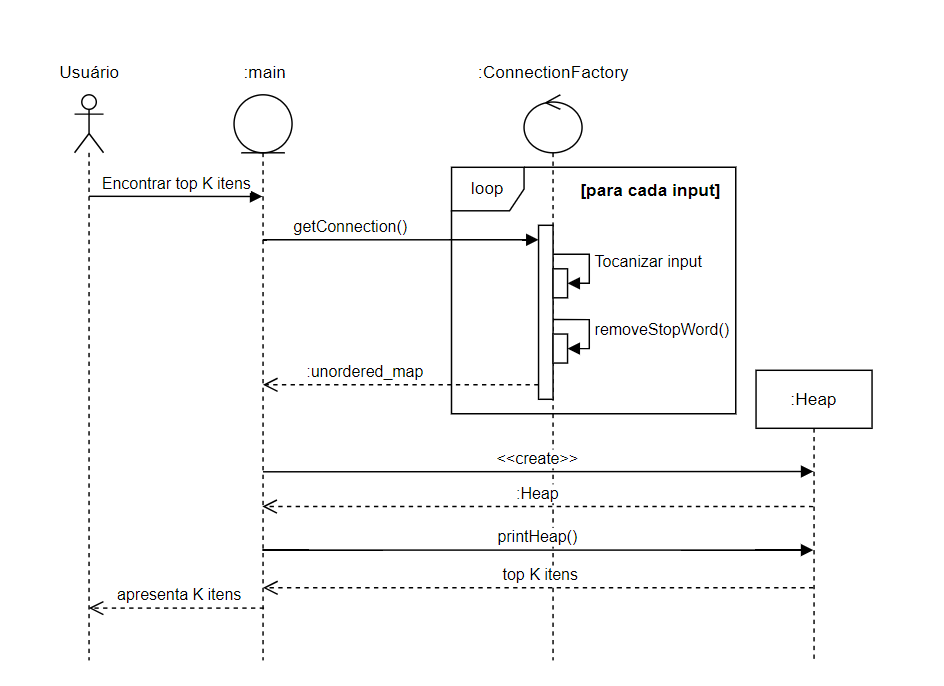 Usuário
:main
:ConnectionFactory
loop
[para cada input]
Encontrar top K itens
getConnection()
Tocanizar input
removeStopWord()
:unordered_map
:Heap
<<create>>
:Heap
printHeap()
top K itens
apresenta K itens